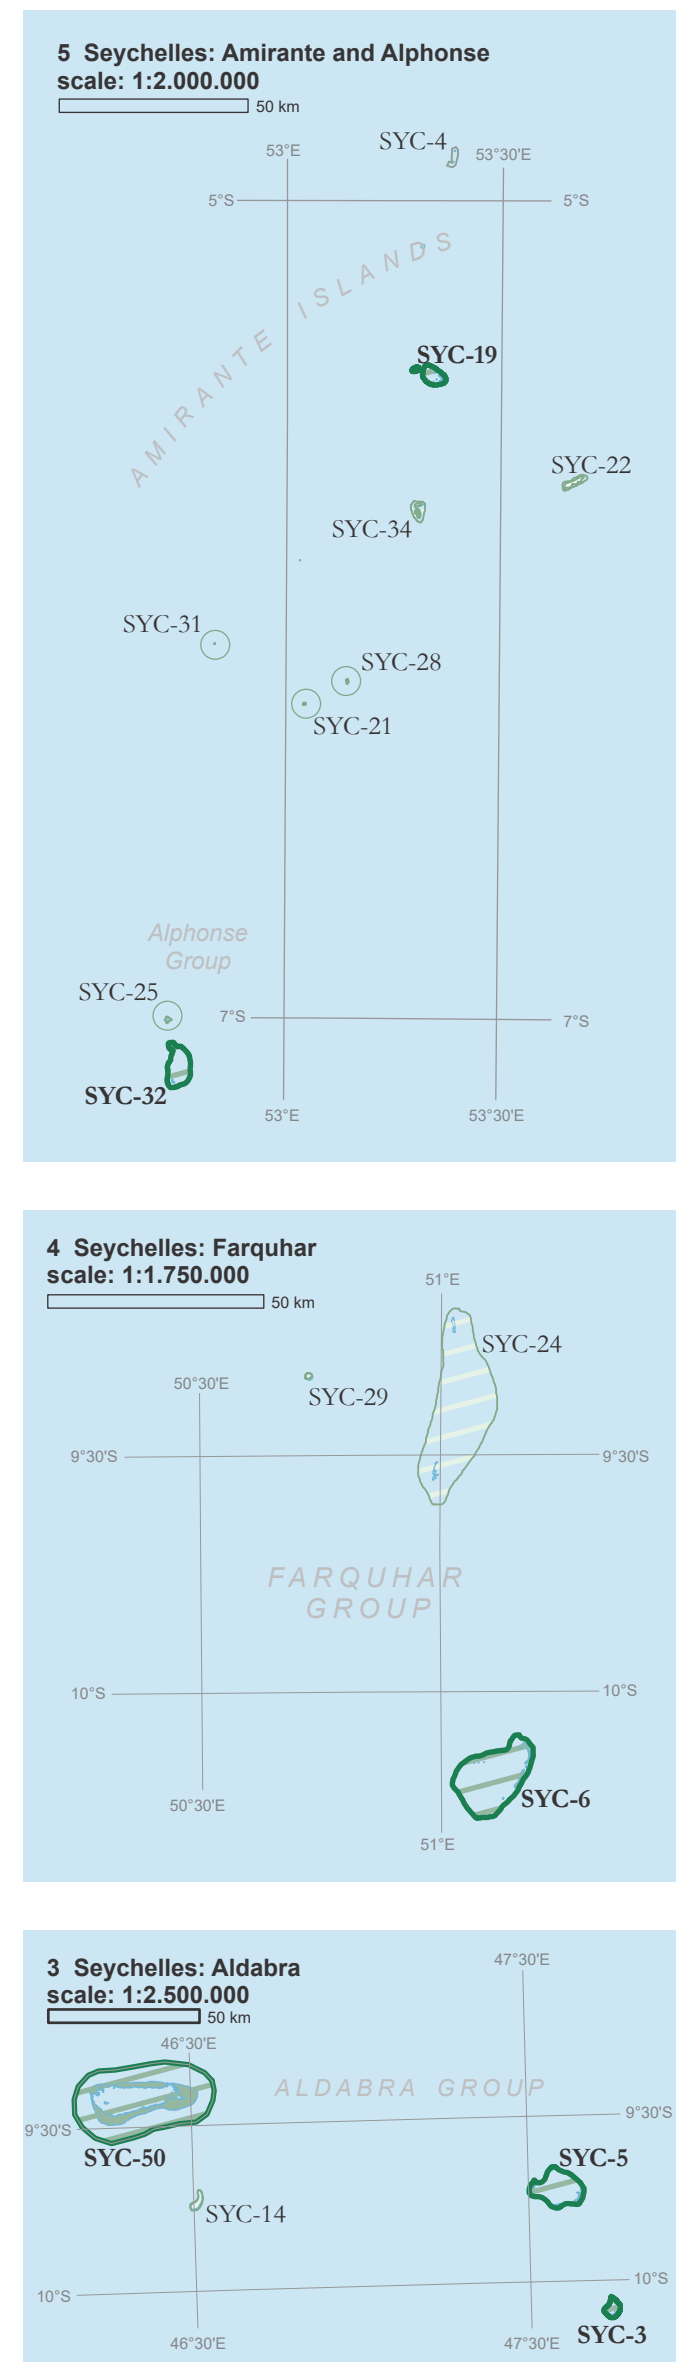 5 Seychelles: Amirante and Alphonse
scale: 1:2.000.000
50 km
SYC-4
53°E
53°30'E
5°S
5°S
AMIRANTE ISLANDS
SYC-19
SYC-22
SYC-34
SYC-31
SYC-28
SYC-21
Alphonse
Group
SYC-25
7°S
7°S
SYC-32
53°E
53°30'E
4 Seychelles: Farquhar
scale: 1:1.750.000
50 km
51°E
SYC-24
50°30'E
SYC-29
9°30'S
9°30'S
FARQUHAR
GROUP
10°S
10°S
SYC-6
50°30'E
51°E
3 Seychelles: Aldabra
scale: 1:2.500.000
50 km
47°30'E
46°30'E
ALDABRA GROUP
9°30'S
9°30'S
SYC-50
SYC-5
SYC-14
10°S
10°S
46°30'E
47°30'E
SYC-3